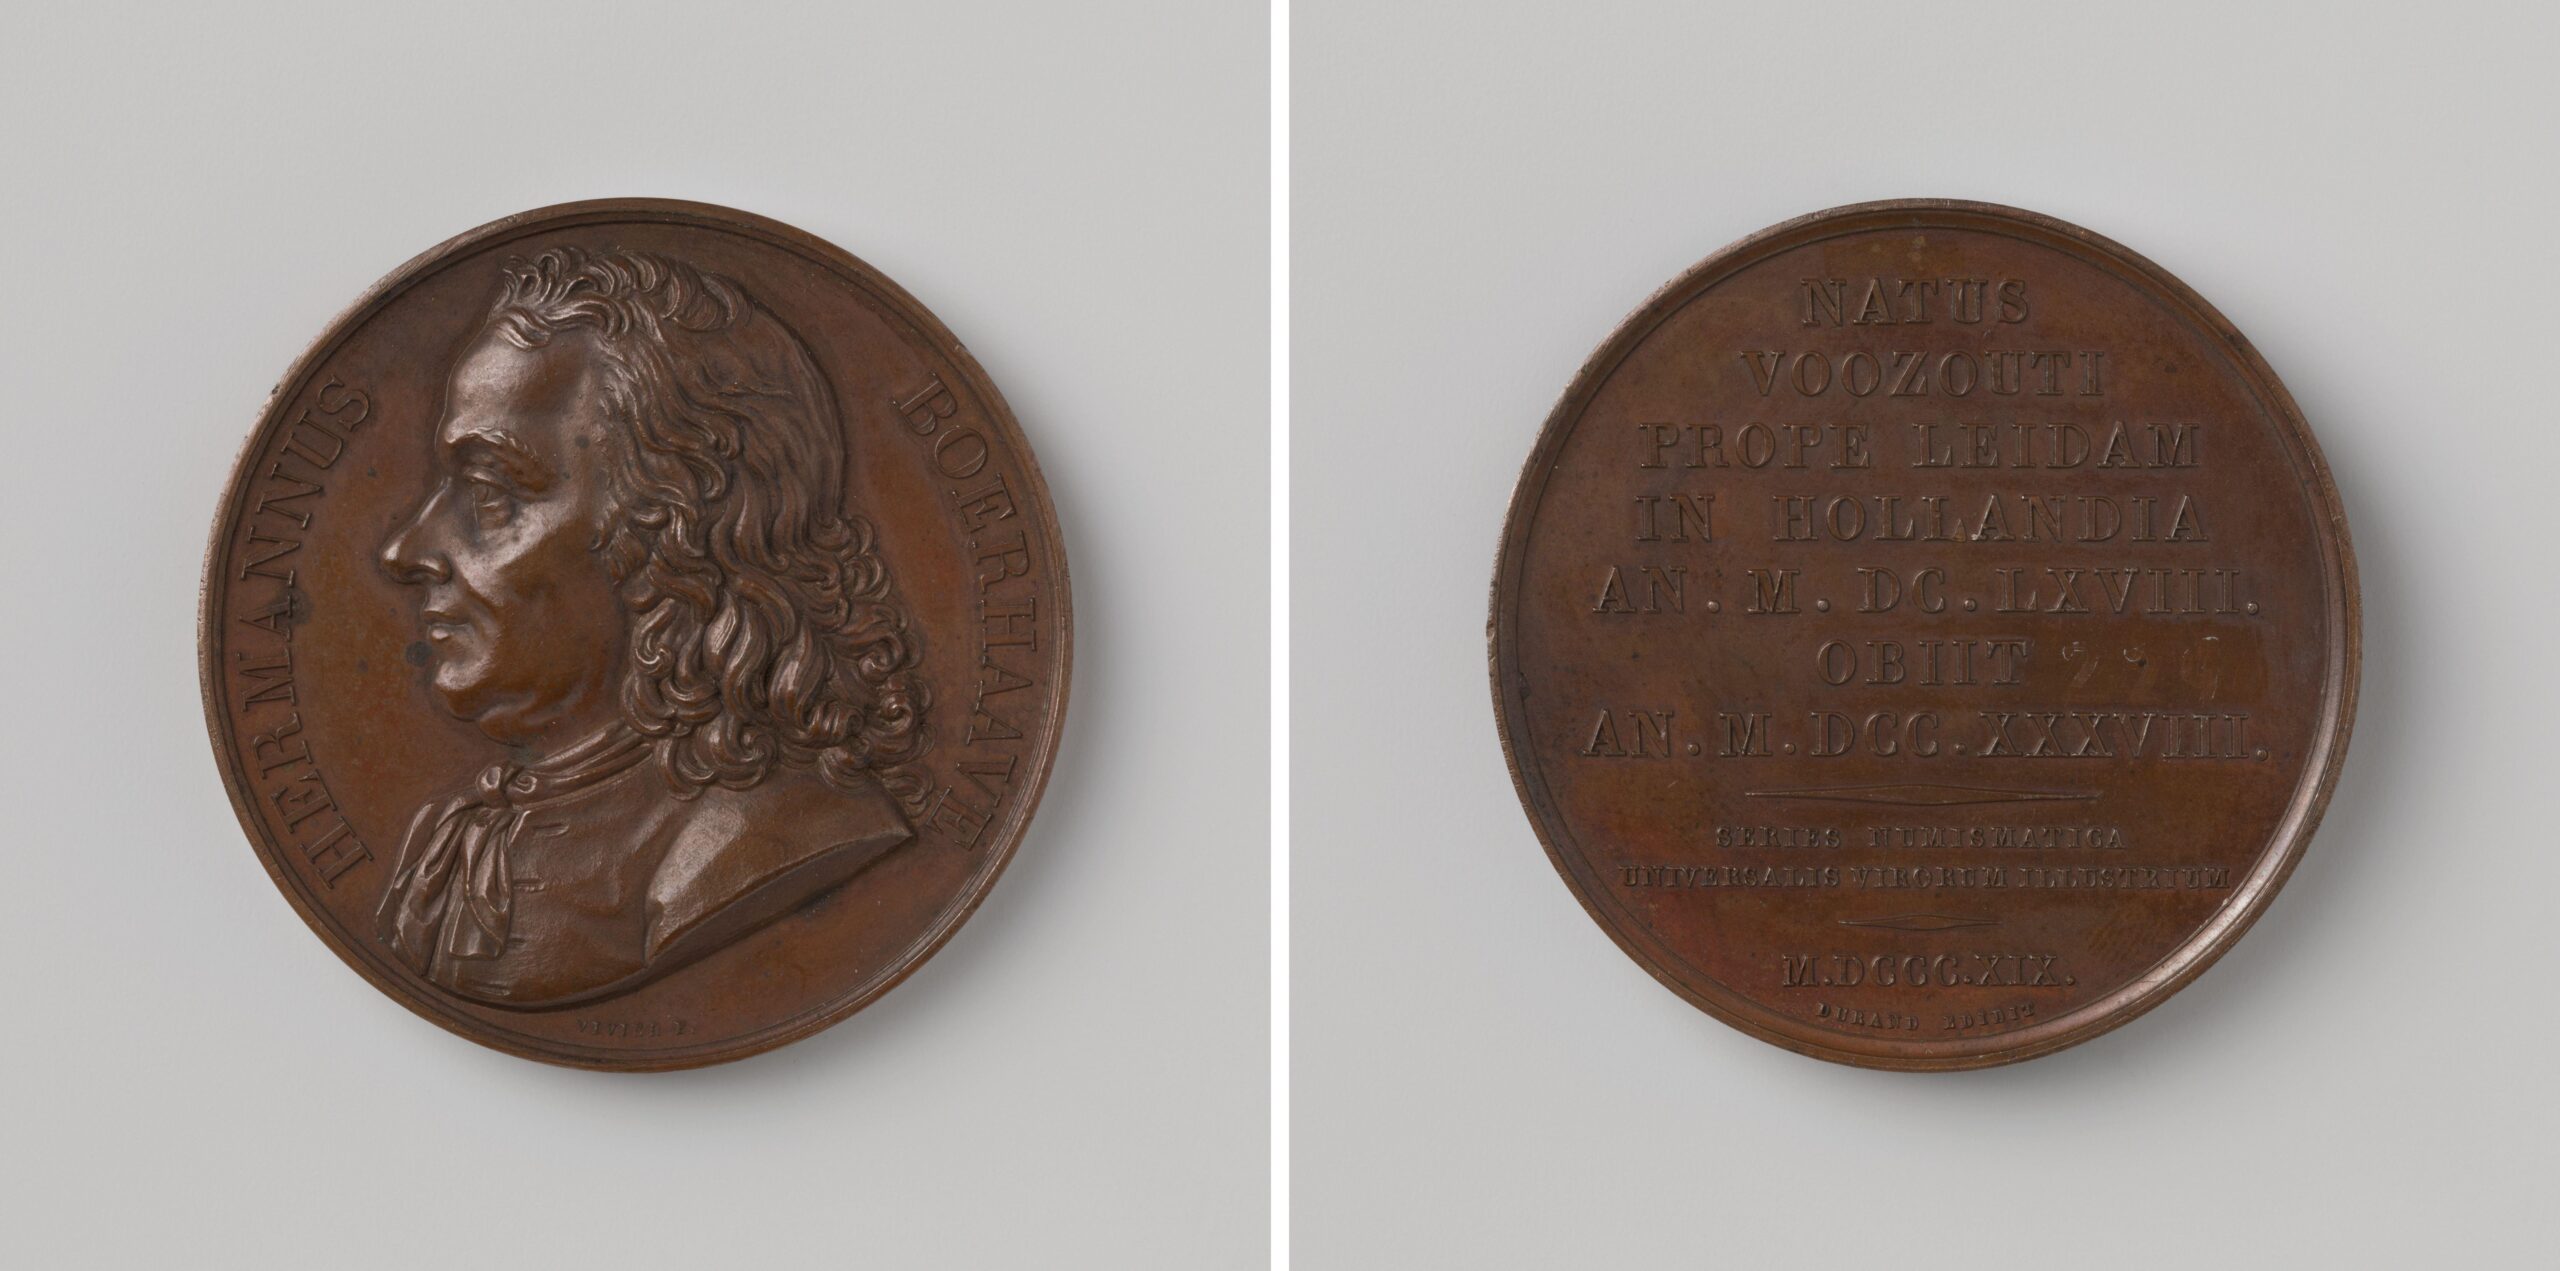 HERMANNUS BOERHAAVE
VIVIER F.
NATUS
VOOZOUTI
PROPE LEIDAM
IN HOLLANDIA
AN. M. DC. LXVIII.
OBIIT
AN. M. DCC. XXXVIII.
SERIES NUMISMATICA
UNIVERSALIS VIRORUM ILLUSTRIUM
M.DCCC.XIX.
DURAND EDIDIT